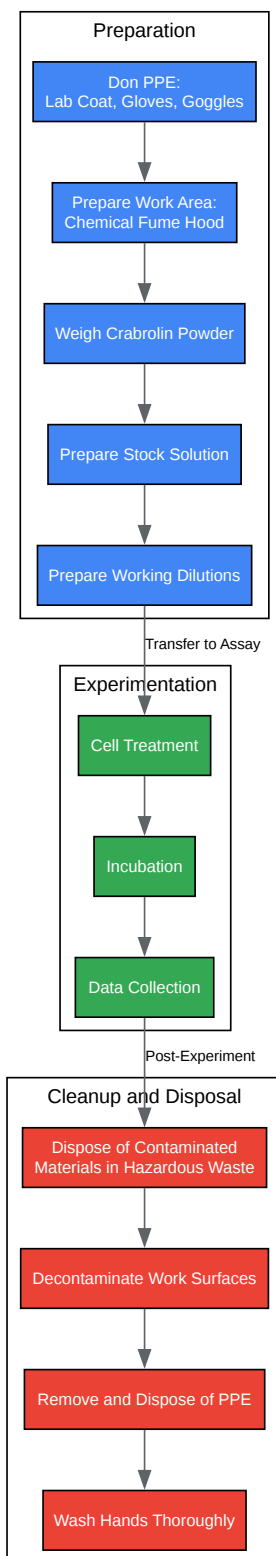 Preparation
Don PPE:
Lab Coat, Gloves, Goggles
Prepare Work Area:
Chemical Fume Hood
Weigh Crabrolin Powder
Prepare Stock Solution
Prepare Working Dilutions
Transfer to Assay
Experimentation
Cell Treatment
Incubation
Data Collection
Post-Experiment
Cleanup and Disposal
Dispose of Contaminated
Materials in Hazardous Waste
Decontaminate Work Surfaces
Remove and Dispose of PPE
Wash Hands Thoroughly